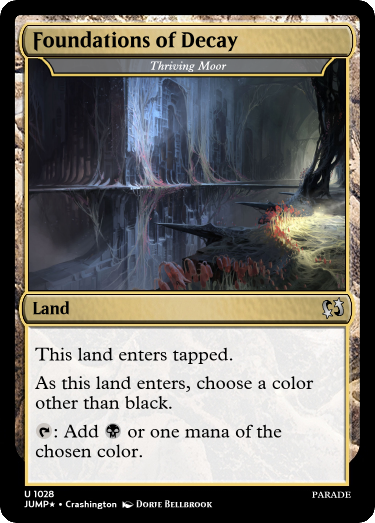 Foundations of Decay
Thriving Moor
Land
This land enters tapped.
As this land enters, choose a color
other than black.
: Add or one mana of the
chosen color.
U 1028
JUMP★ • Crashington Dorje Bellbrook
PARADE